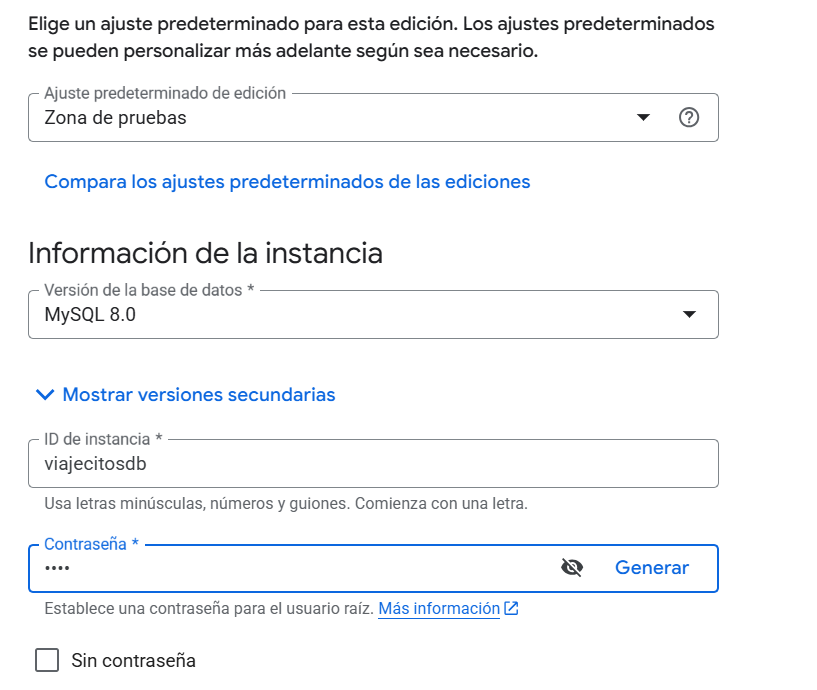 Elige un ajuste predeterminado para esta edición. Los ajustes predeterminados
se pueden personalizar más adelante según sea necesario.
Ajuste predeterminado de edición
Zona de pruebas
Compara los ajustes predeterminados de las ediciones
Información de la instancia
Versión de la base de datos *
MySQL 8.0
Mostrar versiones secundarias
ID de instancia *
viajecitosdb
Usa letras minúsculas, números y guiones. Comienza con una letra.
Contraseña *
•••• Generar
Establece una contraseña para el usuario raíz. Más información
Sin contraseña